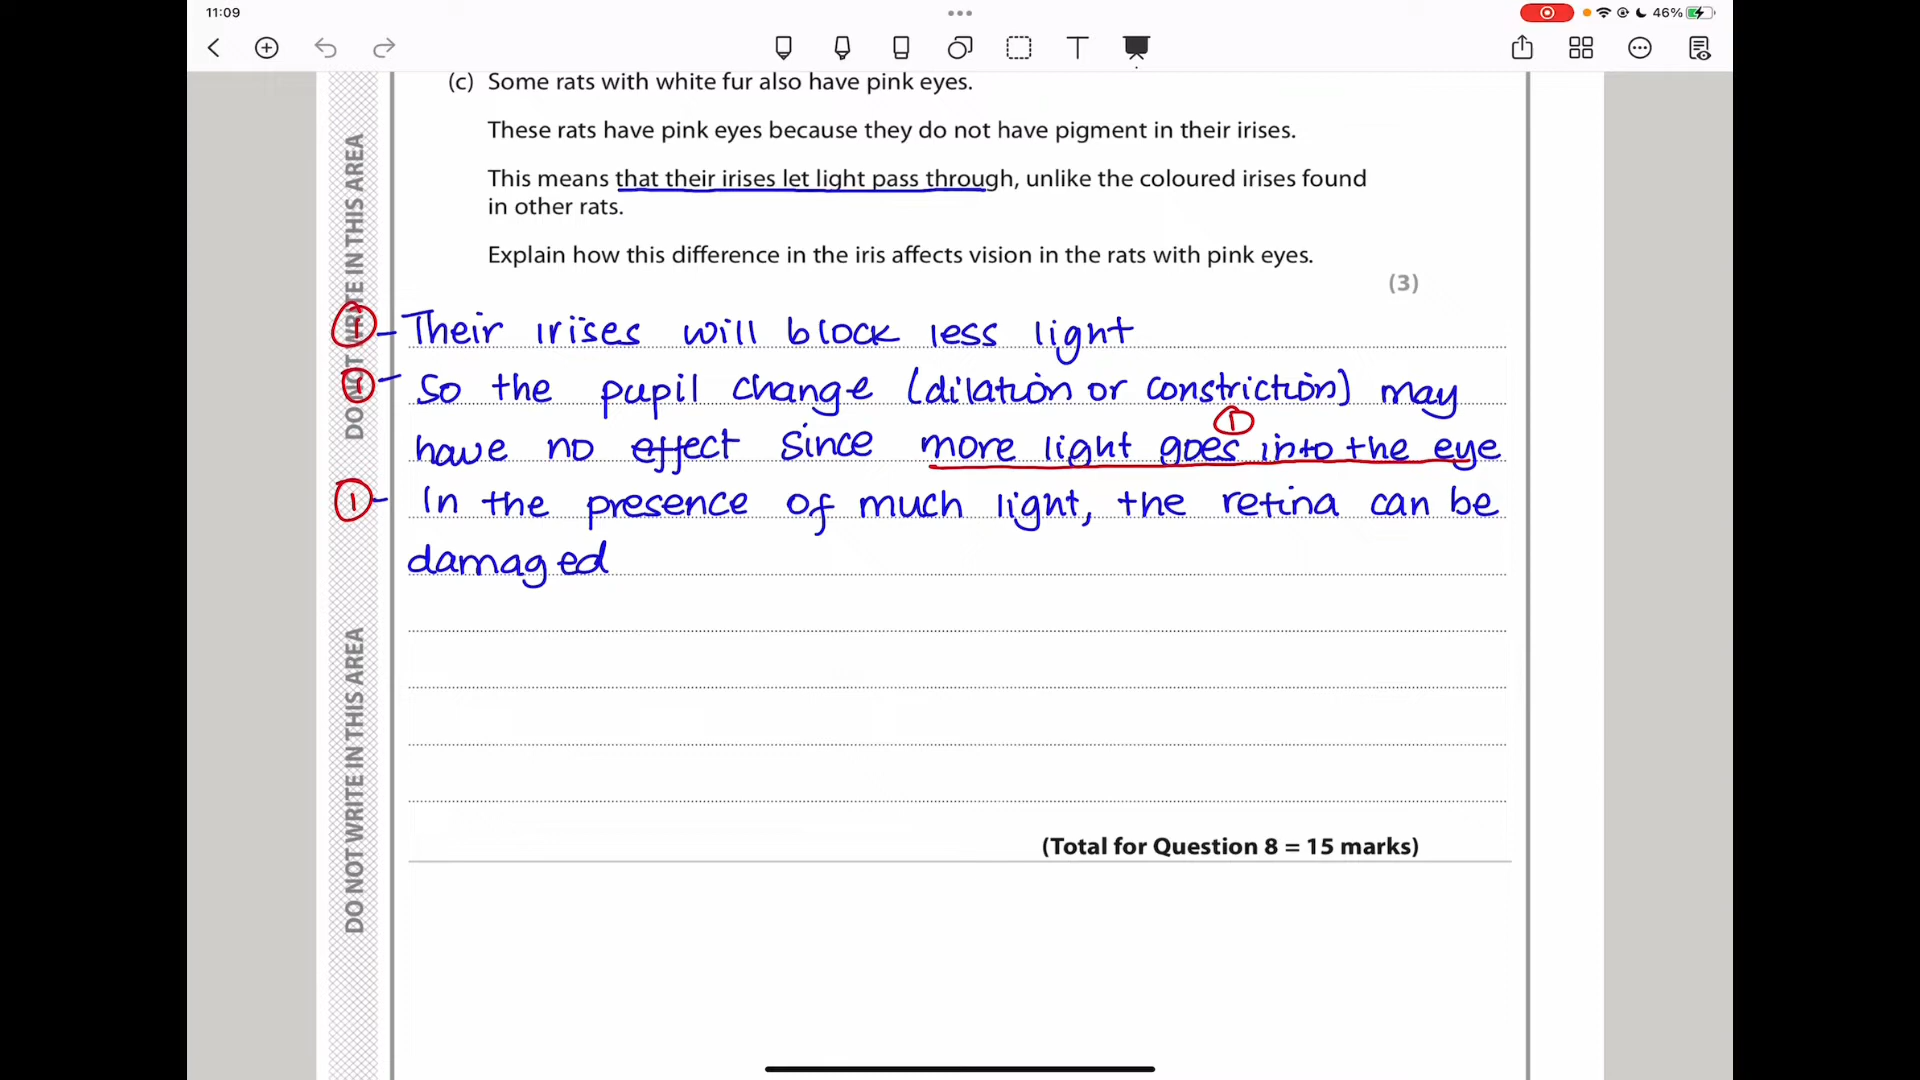 11:09
46%
(c) Some rats with white fur also have pink eyes.
These rats have pink eyes because they do not have pigment in their irises.
This means that their irises let light pass through, unlike the coloured irises found
in other rats.
Explain how this difference in the iris affects vision in the rats with pink eyes.
(3)
1 - Their irises will block less light
1 - So the pupil change (dilation or constriction) may
1
have no effect since more light goes into the eye
1 - In the presence of much light, the retina can be
damaged
(Total for Question 8 = 15 marks)
DO NOT WRITE IN THIS AREA
DO NOT WRITE IN THIS AREA